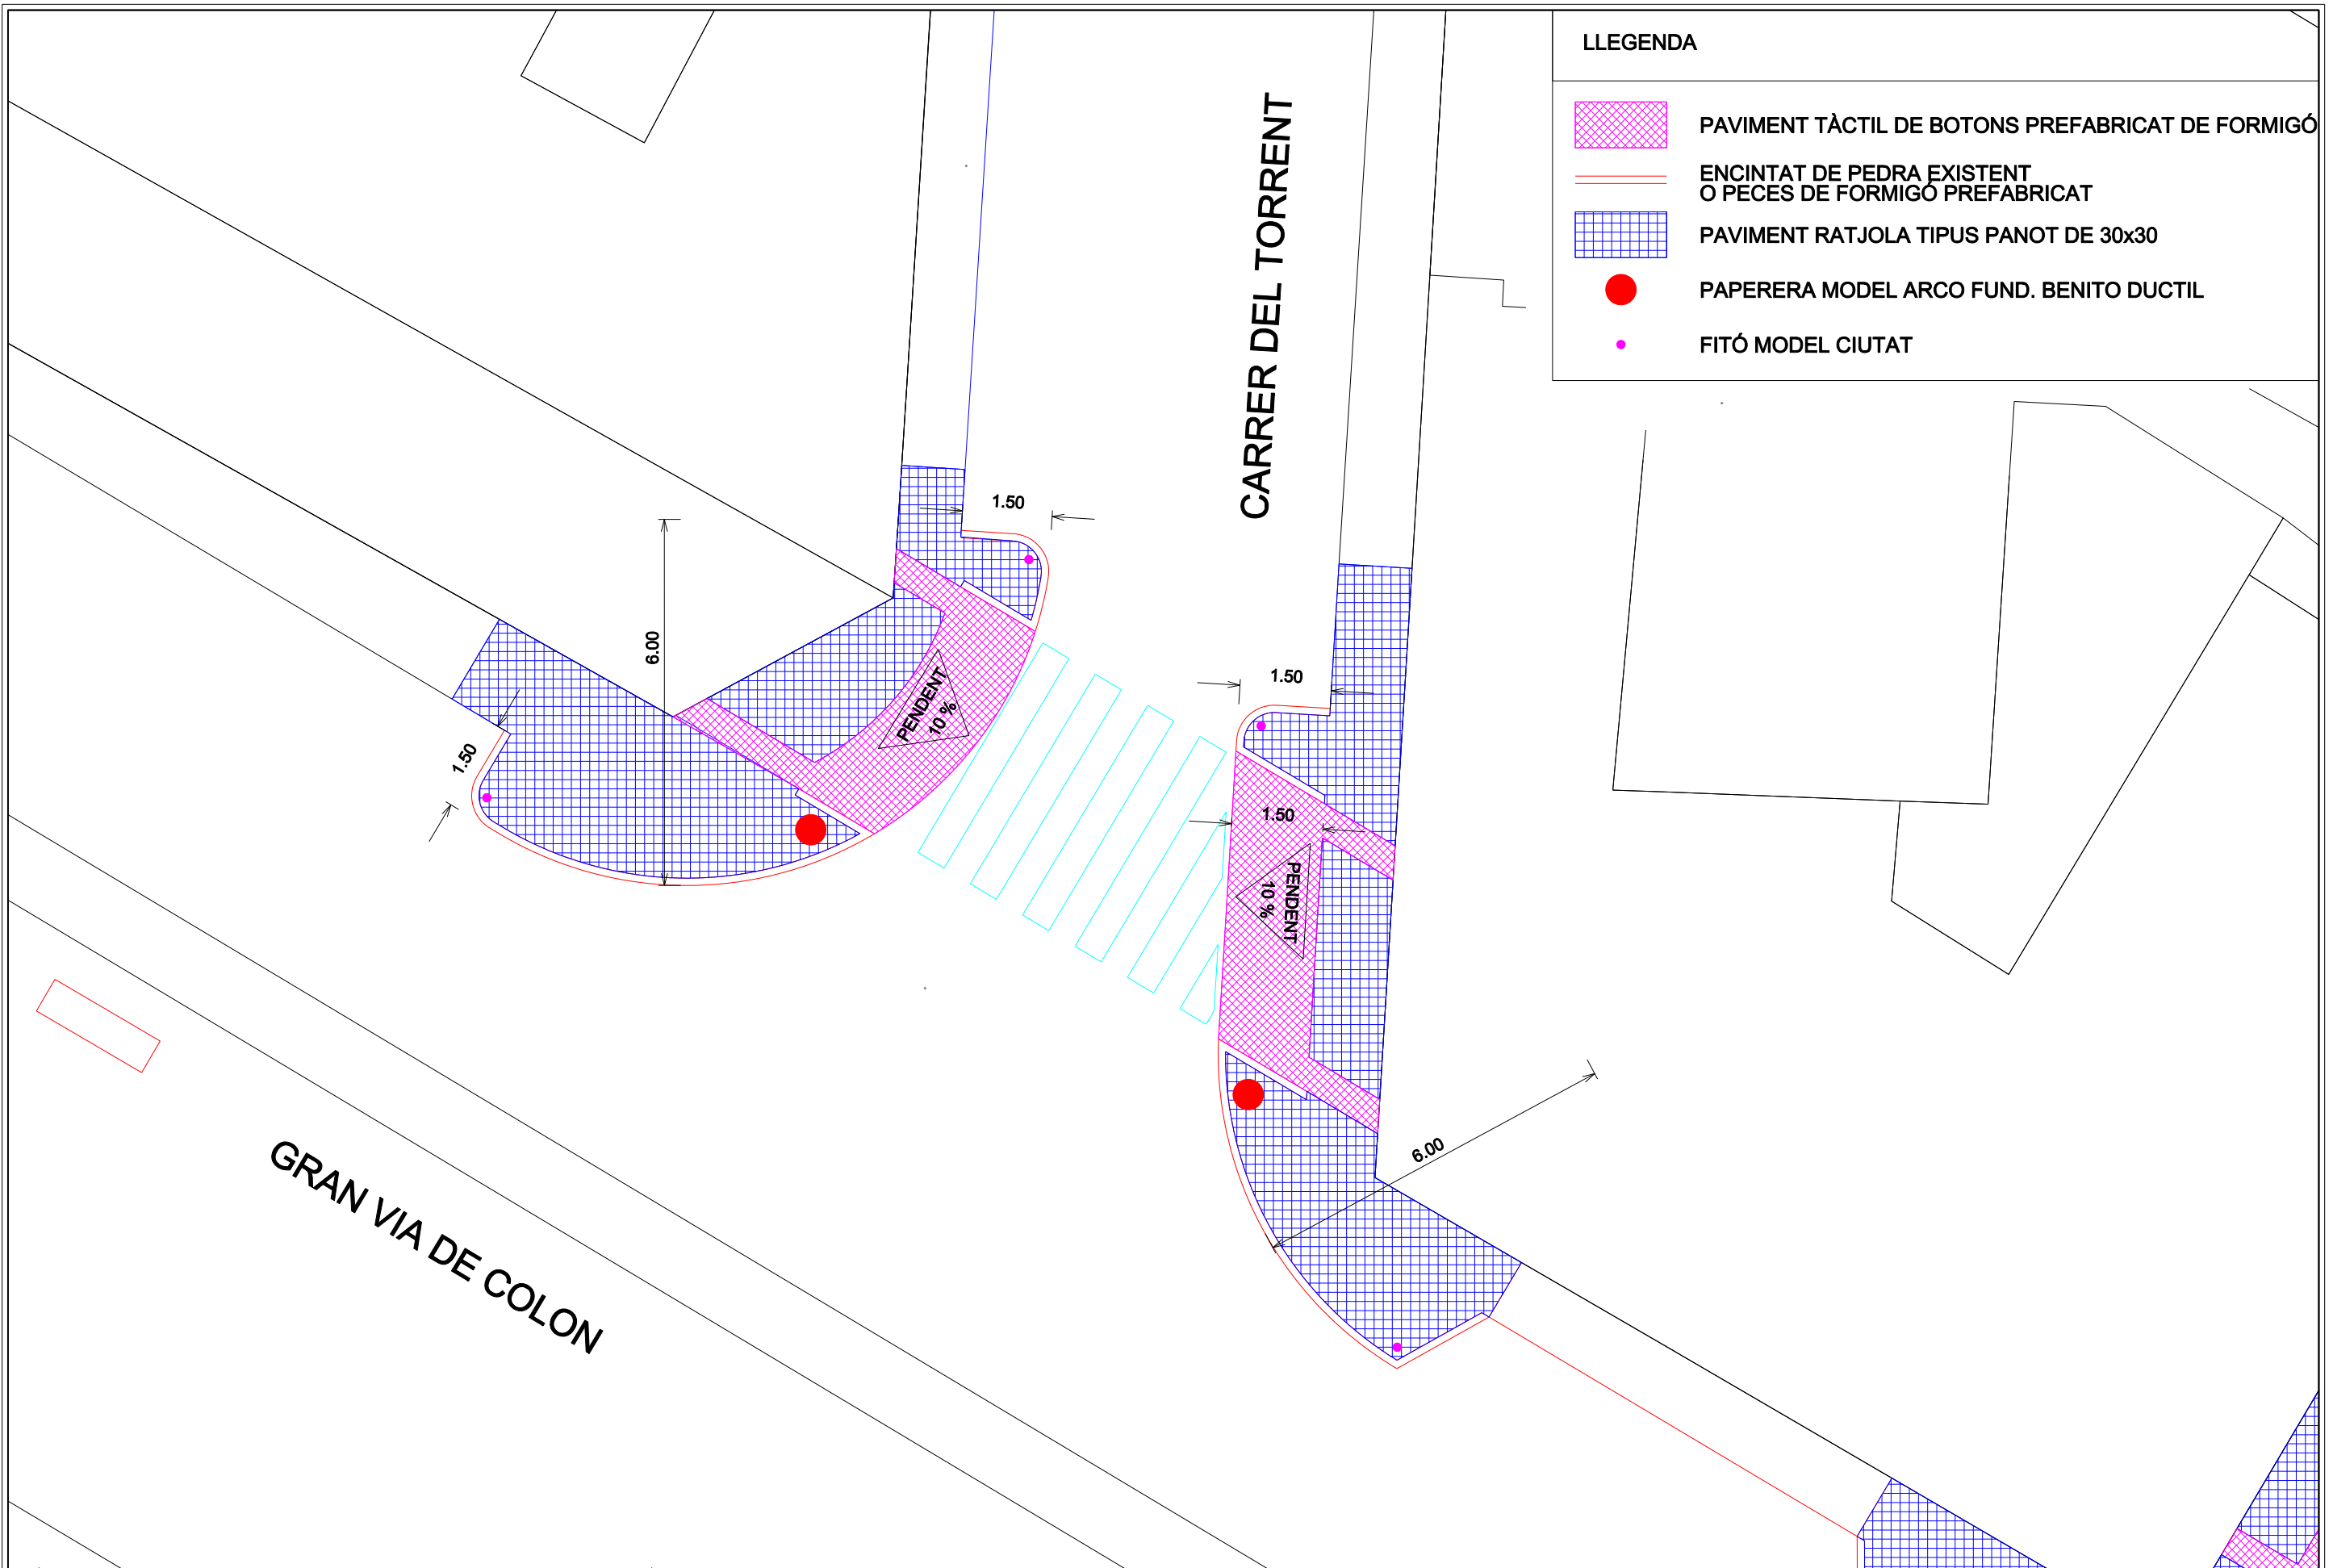 LLEGENDA
PAVIMENT TÀCTIL DE BOTONS PREFABRICAT DE FORMIGÓ
ENCINTAT DE PEDRA EXISTENT
O PECES DE FORMIGÓ PREFABRICAT
PAVIMENT RATJOLA TIPUS PANOT DE 30x30
PAPERERA MODEL ARCO FUND. BENITO DUCTIL
FITÓ MODEL CIUTAT
CARRER DEL TORRENT
1.50
6.00
1.50
PENDENT
10 %
1.50
1.50
PENDENT
10 %
6.00
GRAN VIA DE COLON